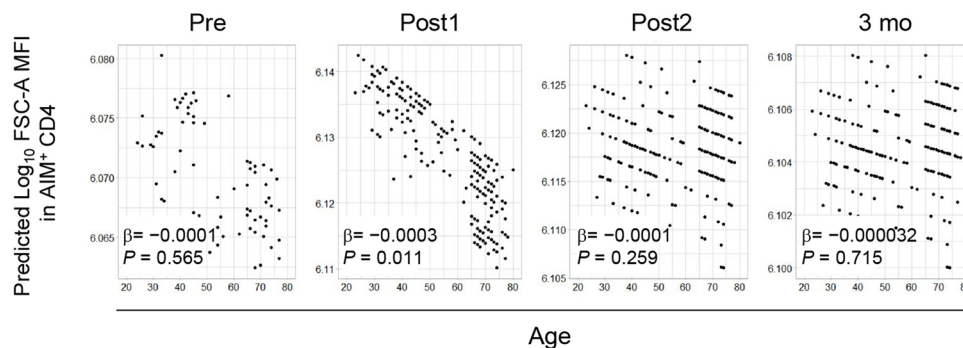 Pre
Post1
Post2
3 mo
Predicted Log₁₀ FSC-A MFI
in AIM⁺ CD4
6.080
6.075
6.070
6.065
β= −0.0001
P = 0.565
20 30 40 50 60 70 80
6.14
6.13
6.12
6.11
β= −0.0003
P = 0.011
20 30 40 50 60 70 80
6.125
6.120
6.115
6.110
6.105
β= −0.0001
P = 0.259
20 30 40 50 60 70 80
6.108
6.106
6.104
6.102
6.100
β= −0.000032
P = 0.715
20 30 40 50 60 70 80
Age